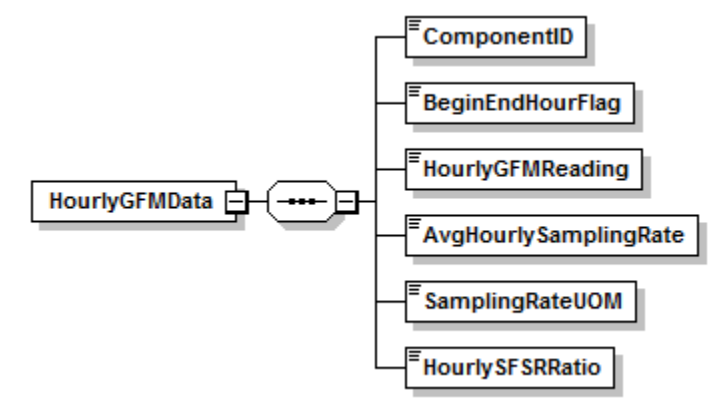 HourlyGFMData
ComponentID
BeginEndHourFlag
HourlyGFMReading
AvgHourlySamplingRate
SamplingRateUOM
HourlySFSRRatio